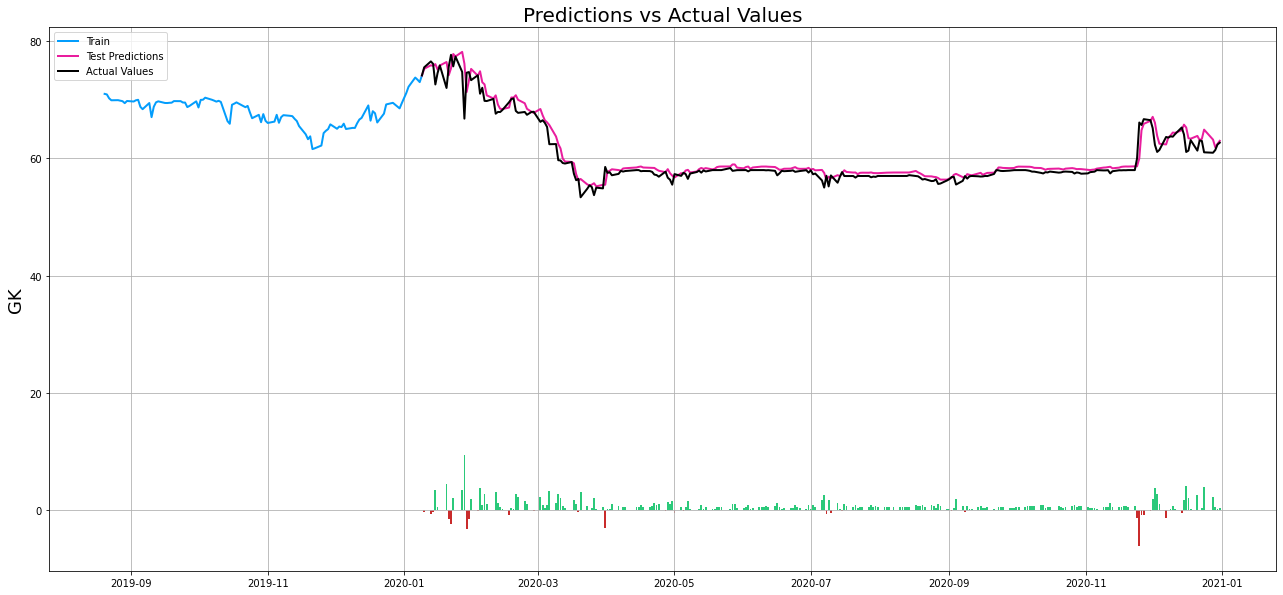 Predictions vs Actual Values
Train
Test Predictions
Actual Values
80
60
40
20
0
GK
2019-09
2019-11
2020-01
2020-03
2020-05
2020-07
2020-09
2020-11
2021-01